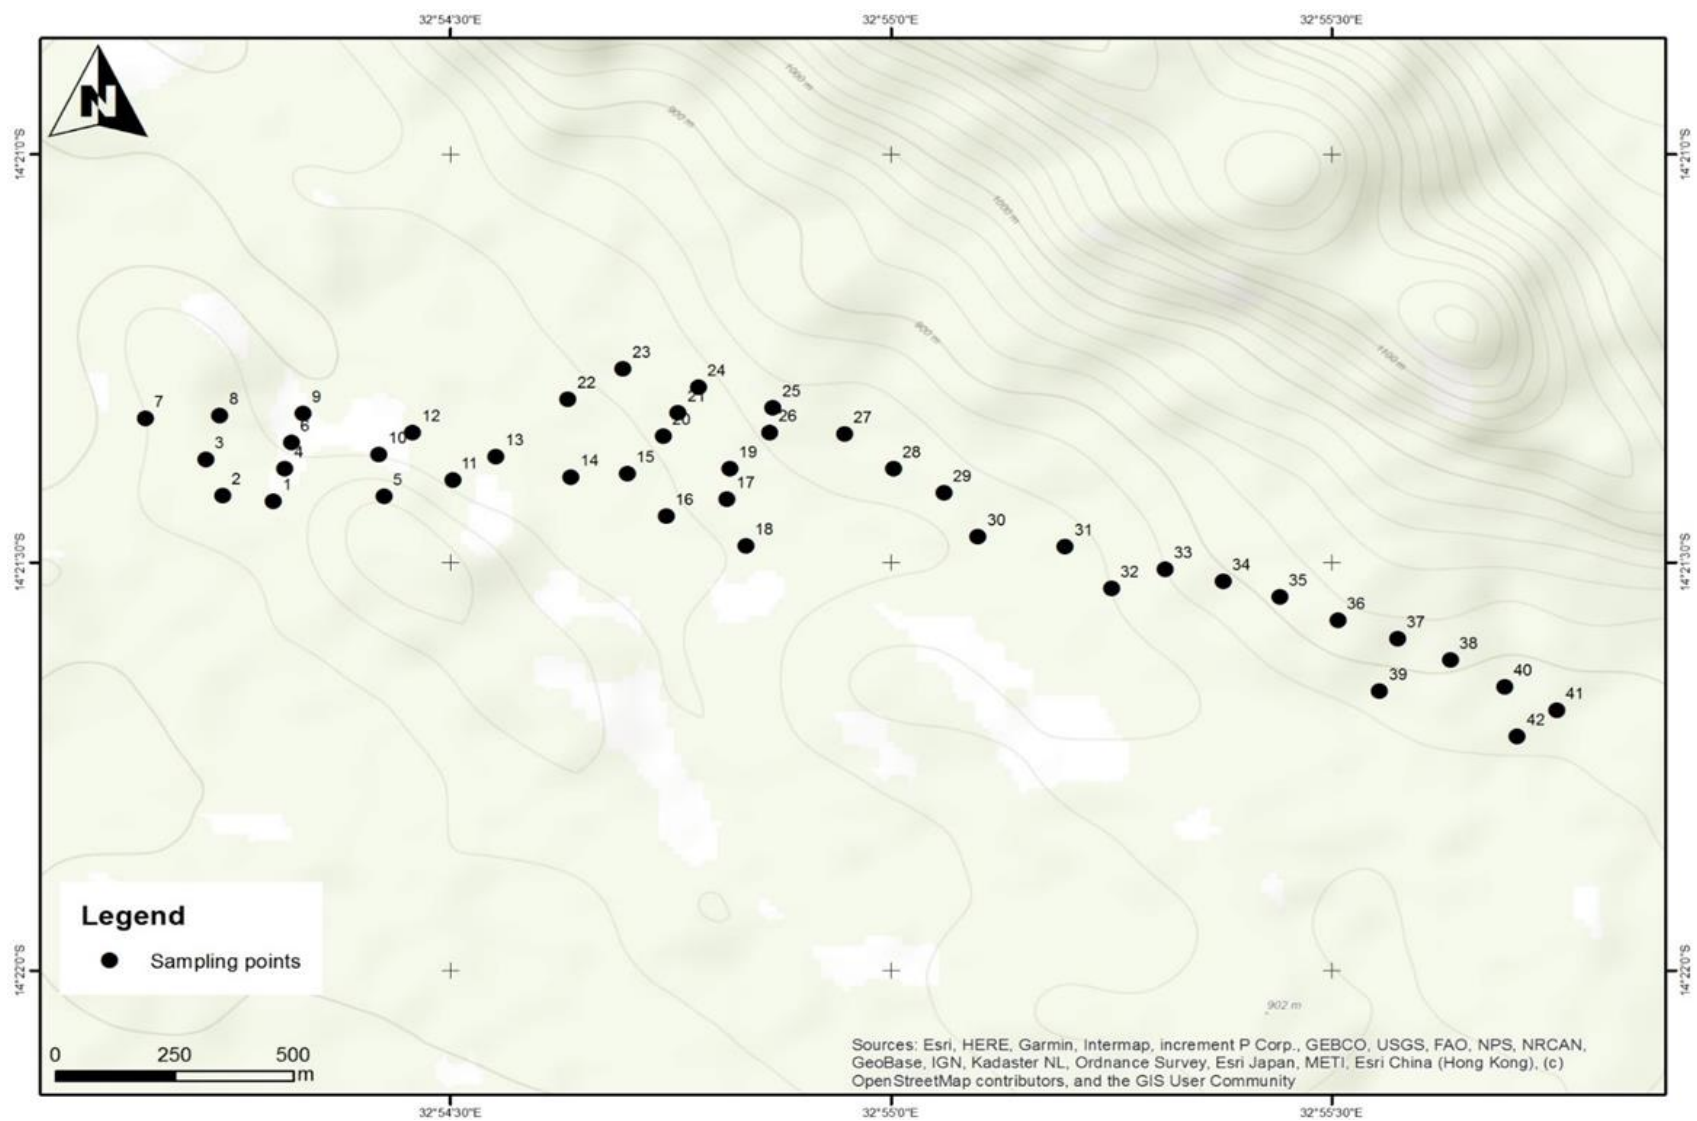 32°54'30"E 32°55'0"E 32°55'30"E
N
1000 m
900 m
14°21'0"S 14°21'0"S
1000 m
900 m
1100 m
23
22 24
7 8 9 21 25
12 6 20 26 27
3 10 13
4 11 14 15 19 28
2 1 5 17 29
16
18 30 31
14°21'30"S 14°21'30"S
32 33 34
35
36
37
38
39 40
41
42
Legend
Sampling points
14°22'0"S 14°22'0"S
902 m
0 250 500
m
Sources: Esri, HERE, Garmin, Intermap, increment P Corp., GEBCO, USGS, FAO, NPS, NRCAN,
GeoBase, IGN, Kadaster NL, Ordnance Survey, Esri Japan, METI, Esri China (Hong Kong), (c)
OpenStreetMap contributors, and the GIS User Community
32°54'30"E 32°55'0"E 32°55'30"E